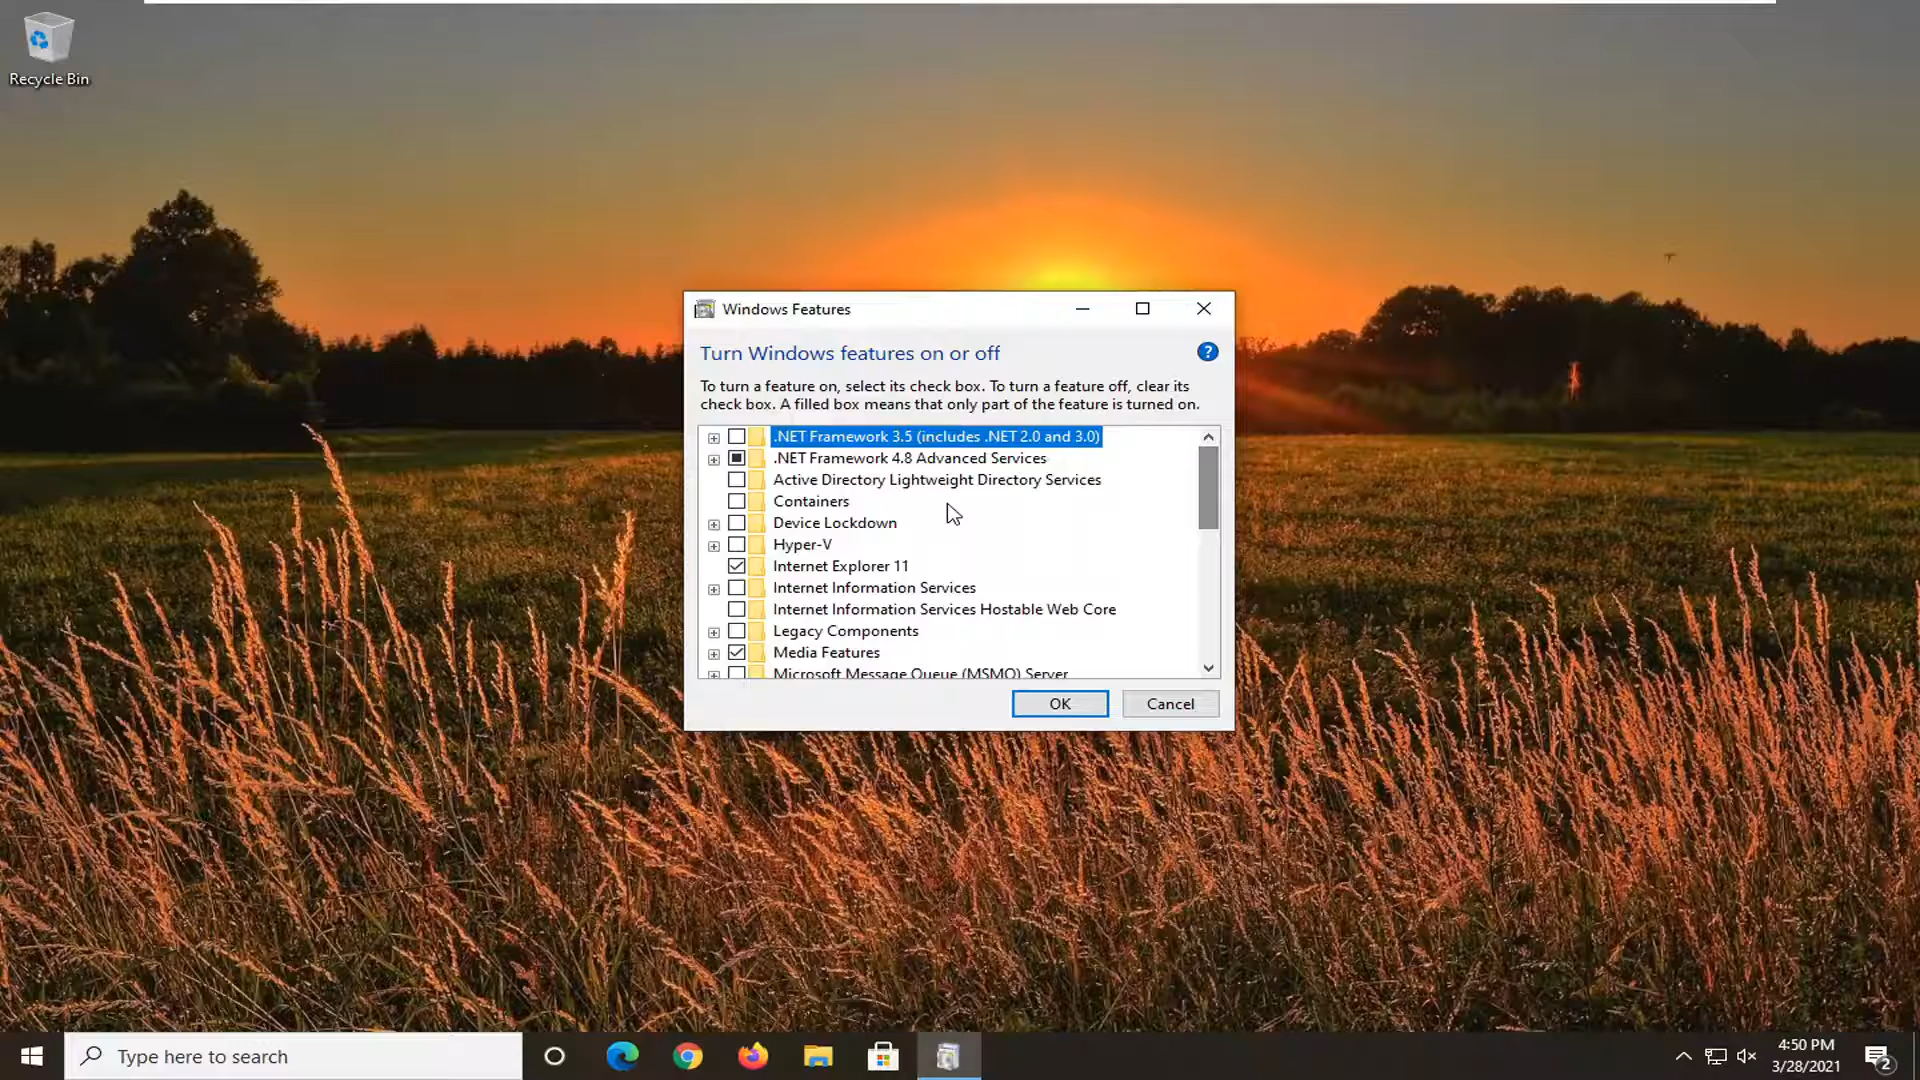 Recycle Bin
Windows Features
Turn Windows features on or off
To turn a feature on, select its check box. To turn a feature off, clear its
check box. A filled box means that only part of the feature is turned on.
.NET Framework 3.5 (includes .NET 2.0 and 3.0)
.NET Framework 4.8 Advanced Services
Active Directory Lightweight Directory Services
Containers
Device Lockdown
Hyper-V
Internet Explorer 11
Internet Information Services
Internet Information Services Hostable Web Core
Legacy Components
Media Features
Microsoft Message Queue (MSMQ) Server
OK
Cancel
Type here to search
4:50 PM
3/28/2021
2